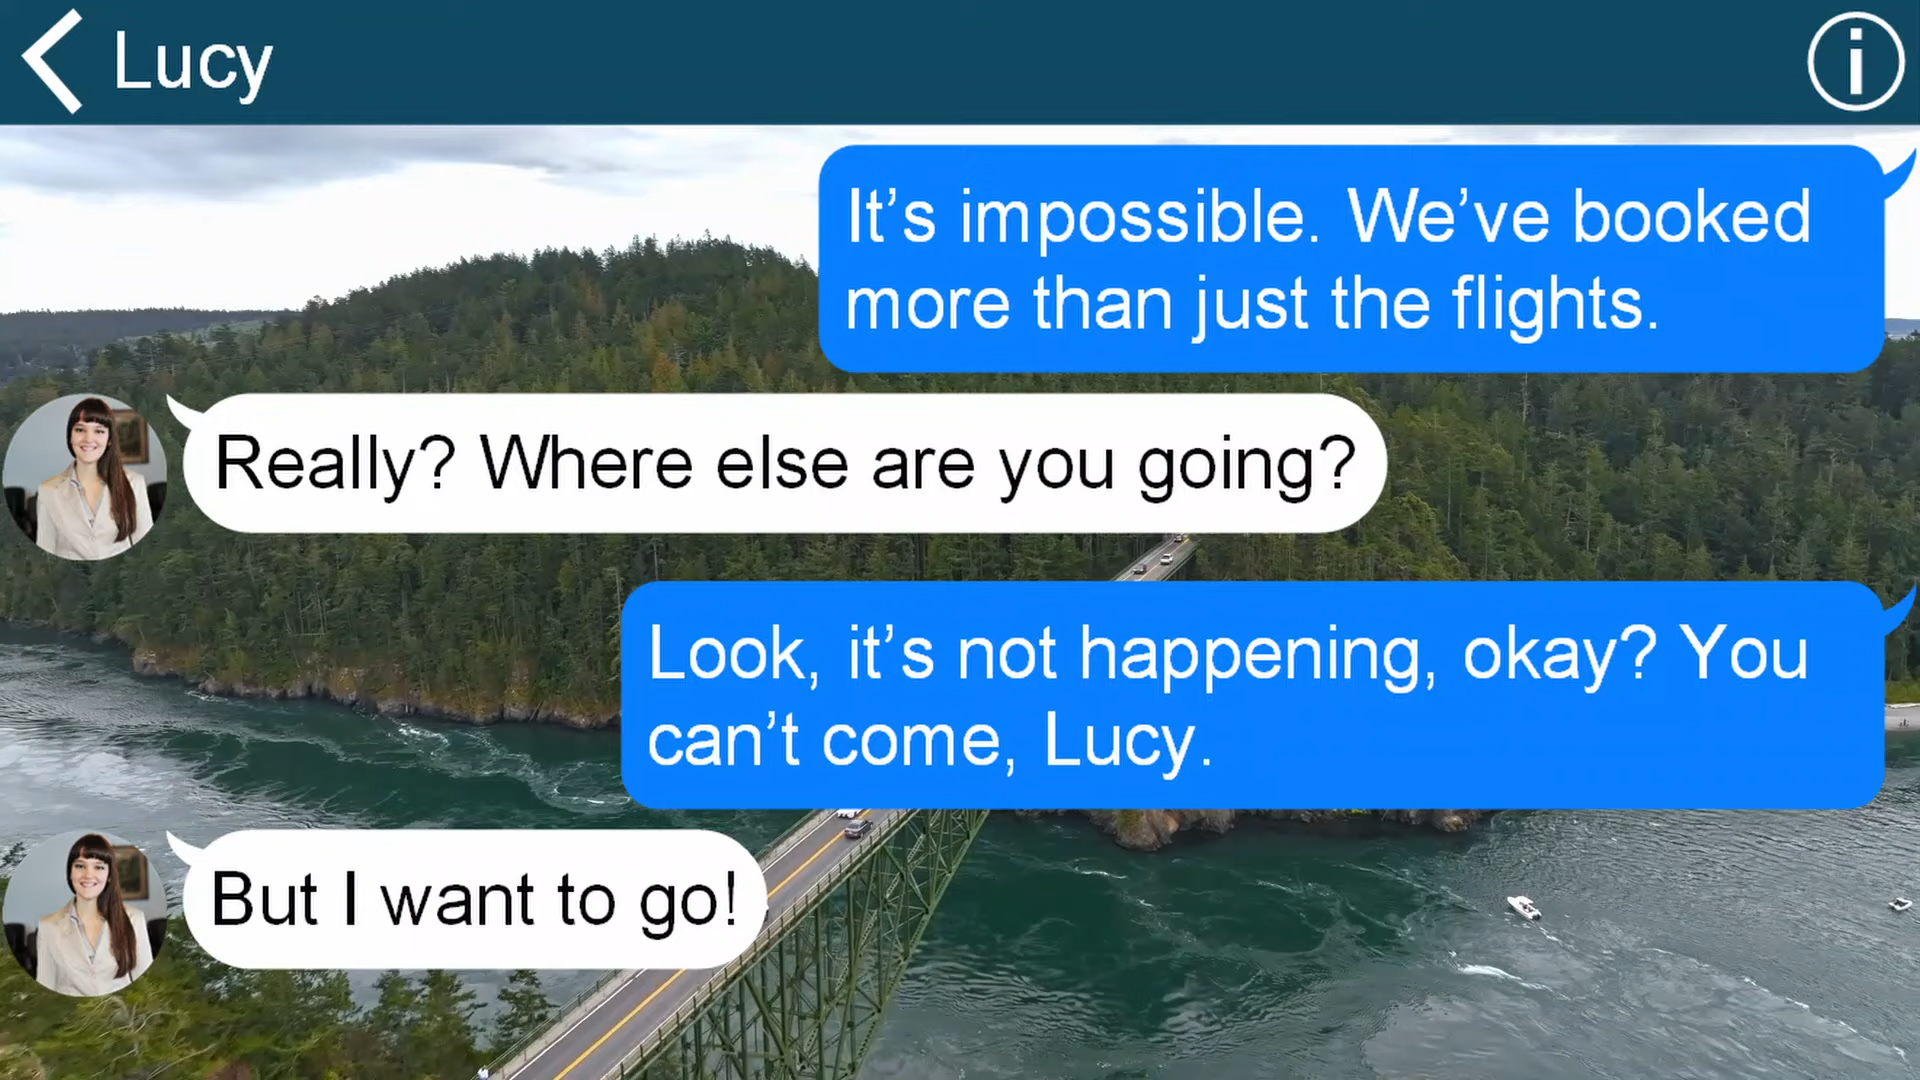 Lucy
It’s impossible. We’ve booked
more than just the flights.
Really? Where else are you going?
Look, it’s not happening, okay? You
can’t come, Lucy.
But I want to go!